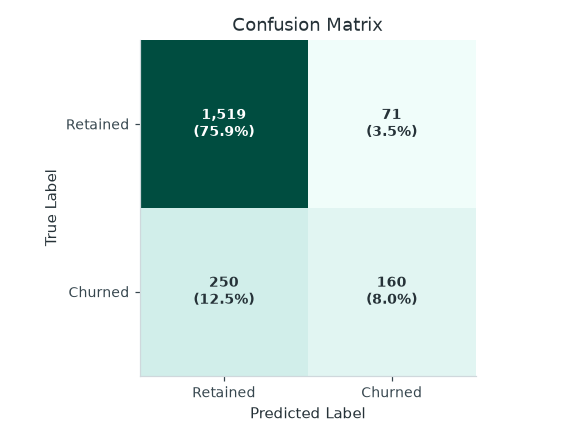 Confusion Matrix
True Label
Retained
1,519
(75.9%)
71
(3.5%)
Churned
250
(12.5%)
160
(8.0%)
Retained
Churned
Predicted Label